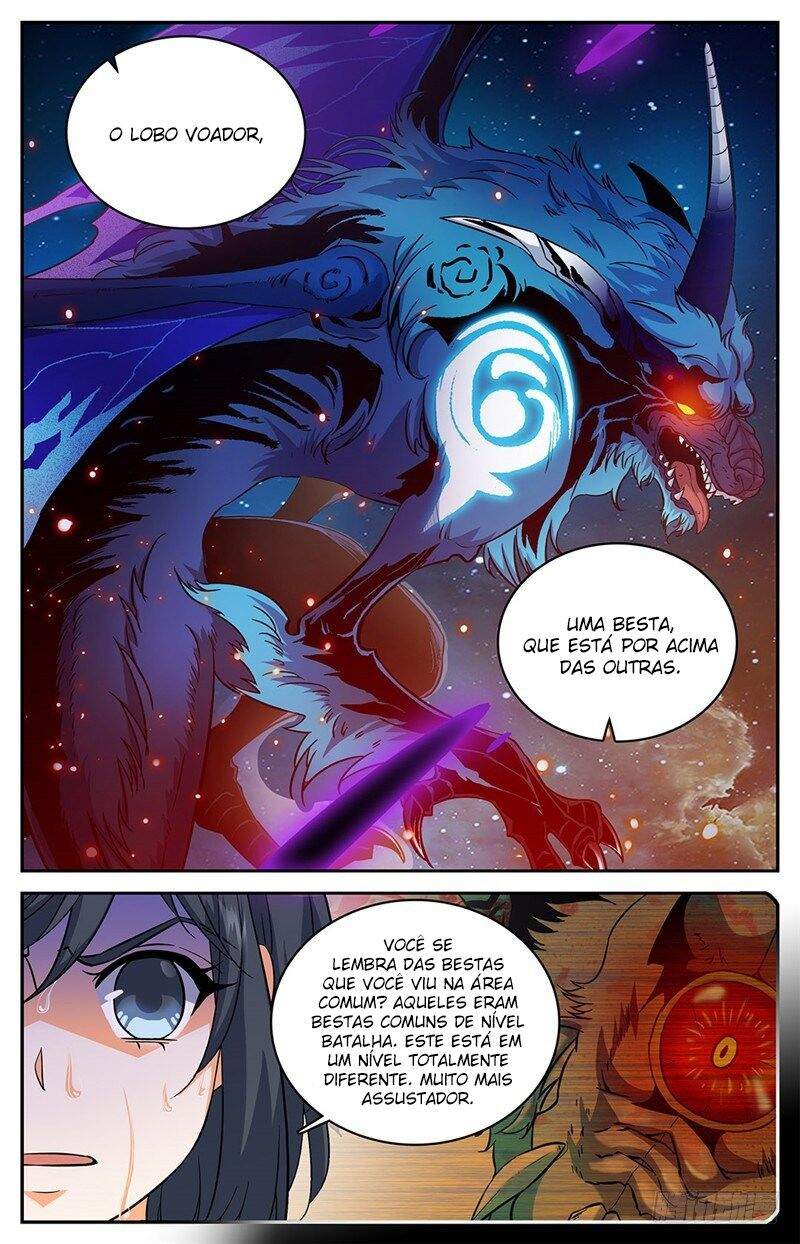 O LOBO VOADOR,
UMA BESTA,
QUE ESTÁ POR ACIMA
DAS OUTRAS.
VOCÊ SE
LEMBRA DAS BESTAS
QUE VOCÊ VIU NA ÁREA
COMUM? AQUELES ERAM
BESTAS COMUNS DE NÍVEL
BATALHA. ESTE ESTÁ EM
UM NÍVEL TOTALMENTE
DIFERENTE. MUITO MAIS
ASSUSTADOR.